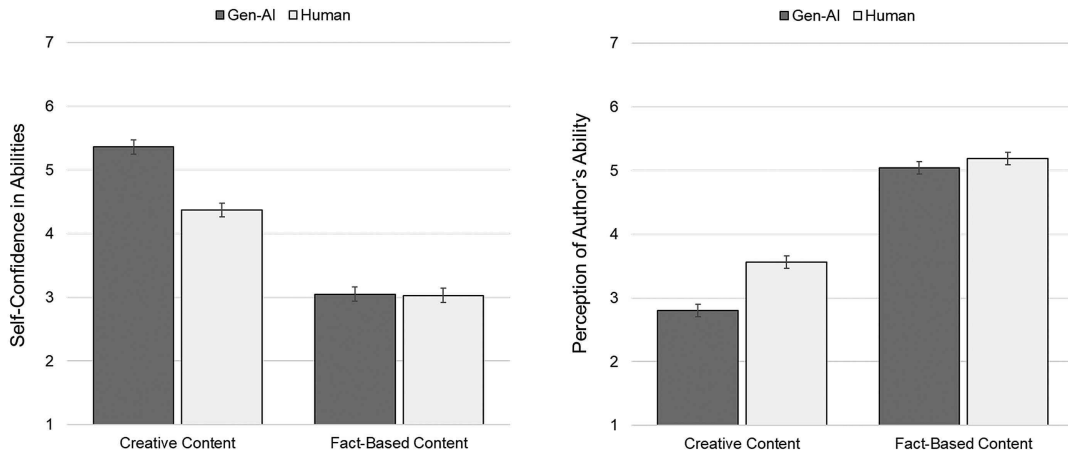 Gen-AI Human
7
6
5
4
3
2
1
Self-Confidence in Abilities
Creative Content Fact-Based Content
Gen-AI Human
7
6
5
4
3
2
1
Perception of Author's Ability
Creative Content Fact-Based Content